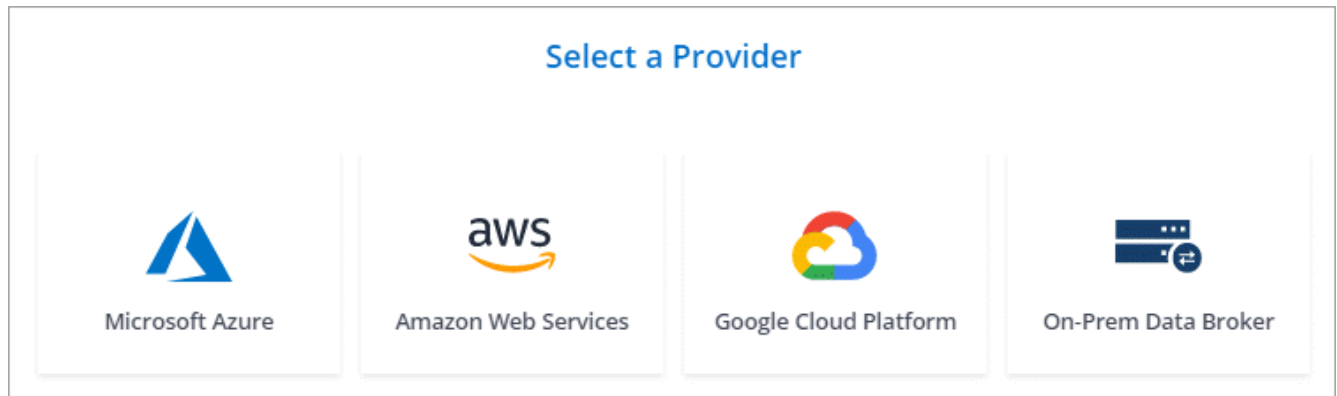 Select a Provider
aws
Microsoft Azure
Amazon Web Services
Google Cloud Platform
On-Prem Data Broker